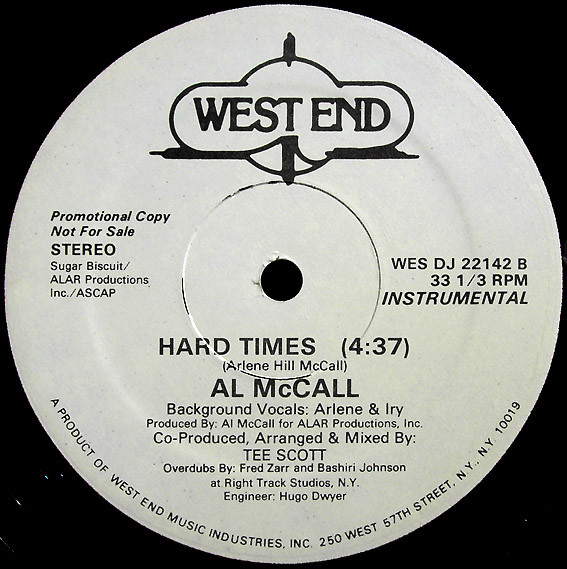 WEST END
Promotional Copy
Not For Sale
STEREO
Sugar Biscuit/
ALAR Productions
Inc./ASCAP
WES DJ 22142 B
33 1/3 RPM
INSTRUMENTAL
HARD TIMES (4:37)
(Arlene Hill McCall)
AL McCALL
Background Vocals: Arlene & Iry
Produced By: Al McCall for ALAR Productions, Inc.
Co-Produced, Arranged & Mixed By:
TEE SCOTT
Overdubs By: Fred Zarr and Bashiri Johnson
at Right Track Studios, N.Y.
Engineer: Hugo Dwyer
A PRODUCT OF WEST END MUSIC INDUSTRIES, INC. 250 WEST 57TH STREET, N.Y., N.Y. 10019